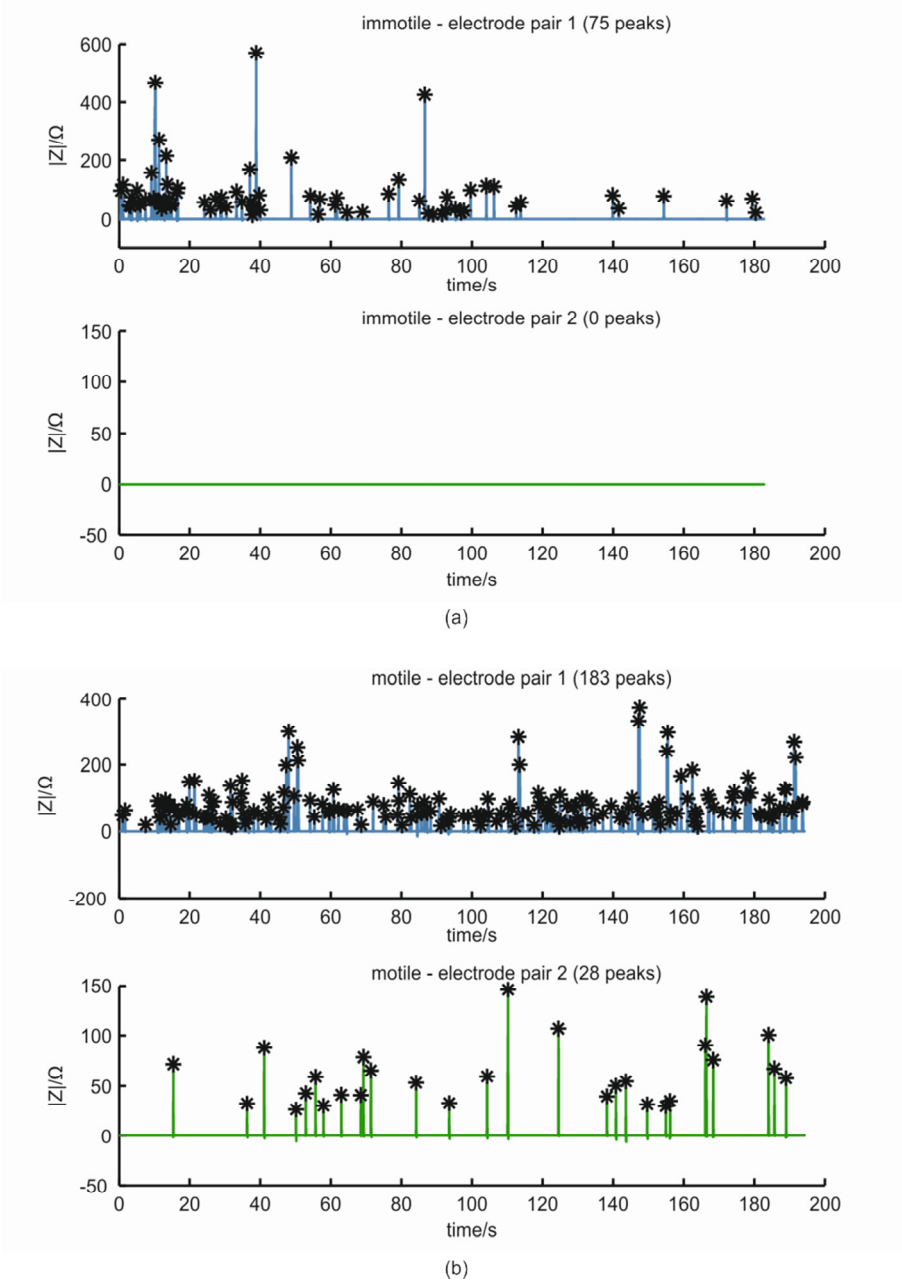 immotile - electrode pair 1 (75 peaks)
600
400
200
0
|Z|/Ω
0 20 40 60 80 100 120 140 160 180 200
time/s
immotile - electrode pair 2 (0 peaks)
150
100
50
0
-50
|Z|/Ω
0 20 40 60 80 100 120 140 160 180 200
time/s
(a)
motile - electrode pair 1 (183 peaks)
400
200
0
-200
|Z|/Ω
0 20 40 60 80 100 120 140 160 180 200
time/s
motile - electrode pair 2 (28 peaks)
150
100
50
0
-50
|Z|/Ω
0 20 40 60 80 100 120 140 160 180 200
time/s
(b)